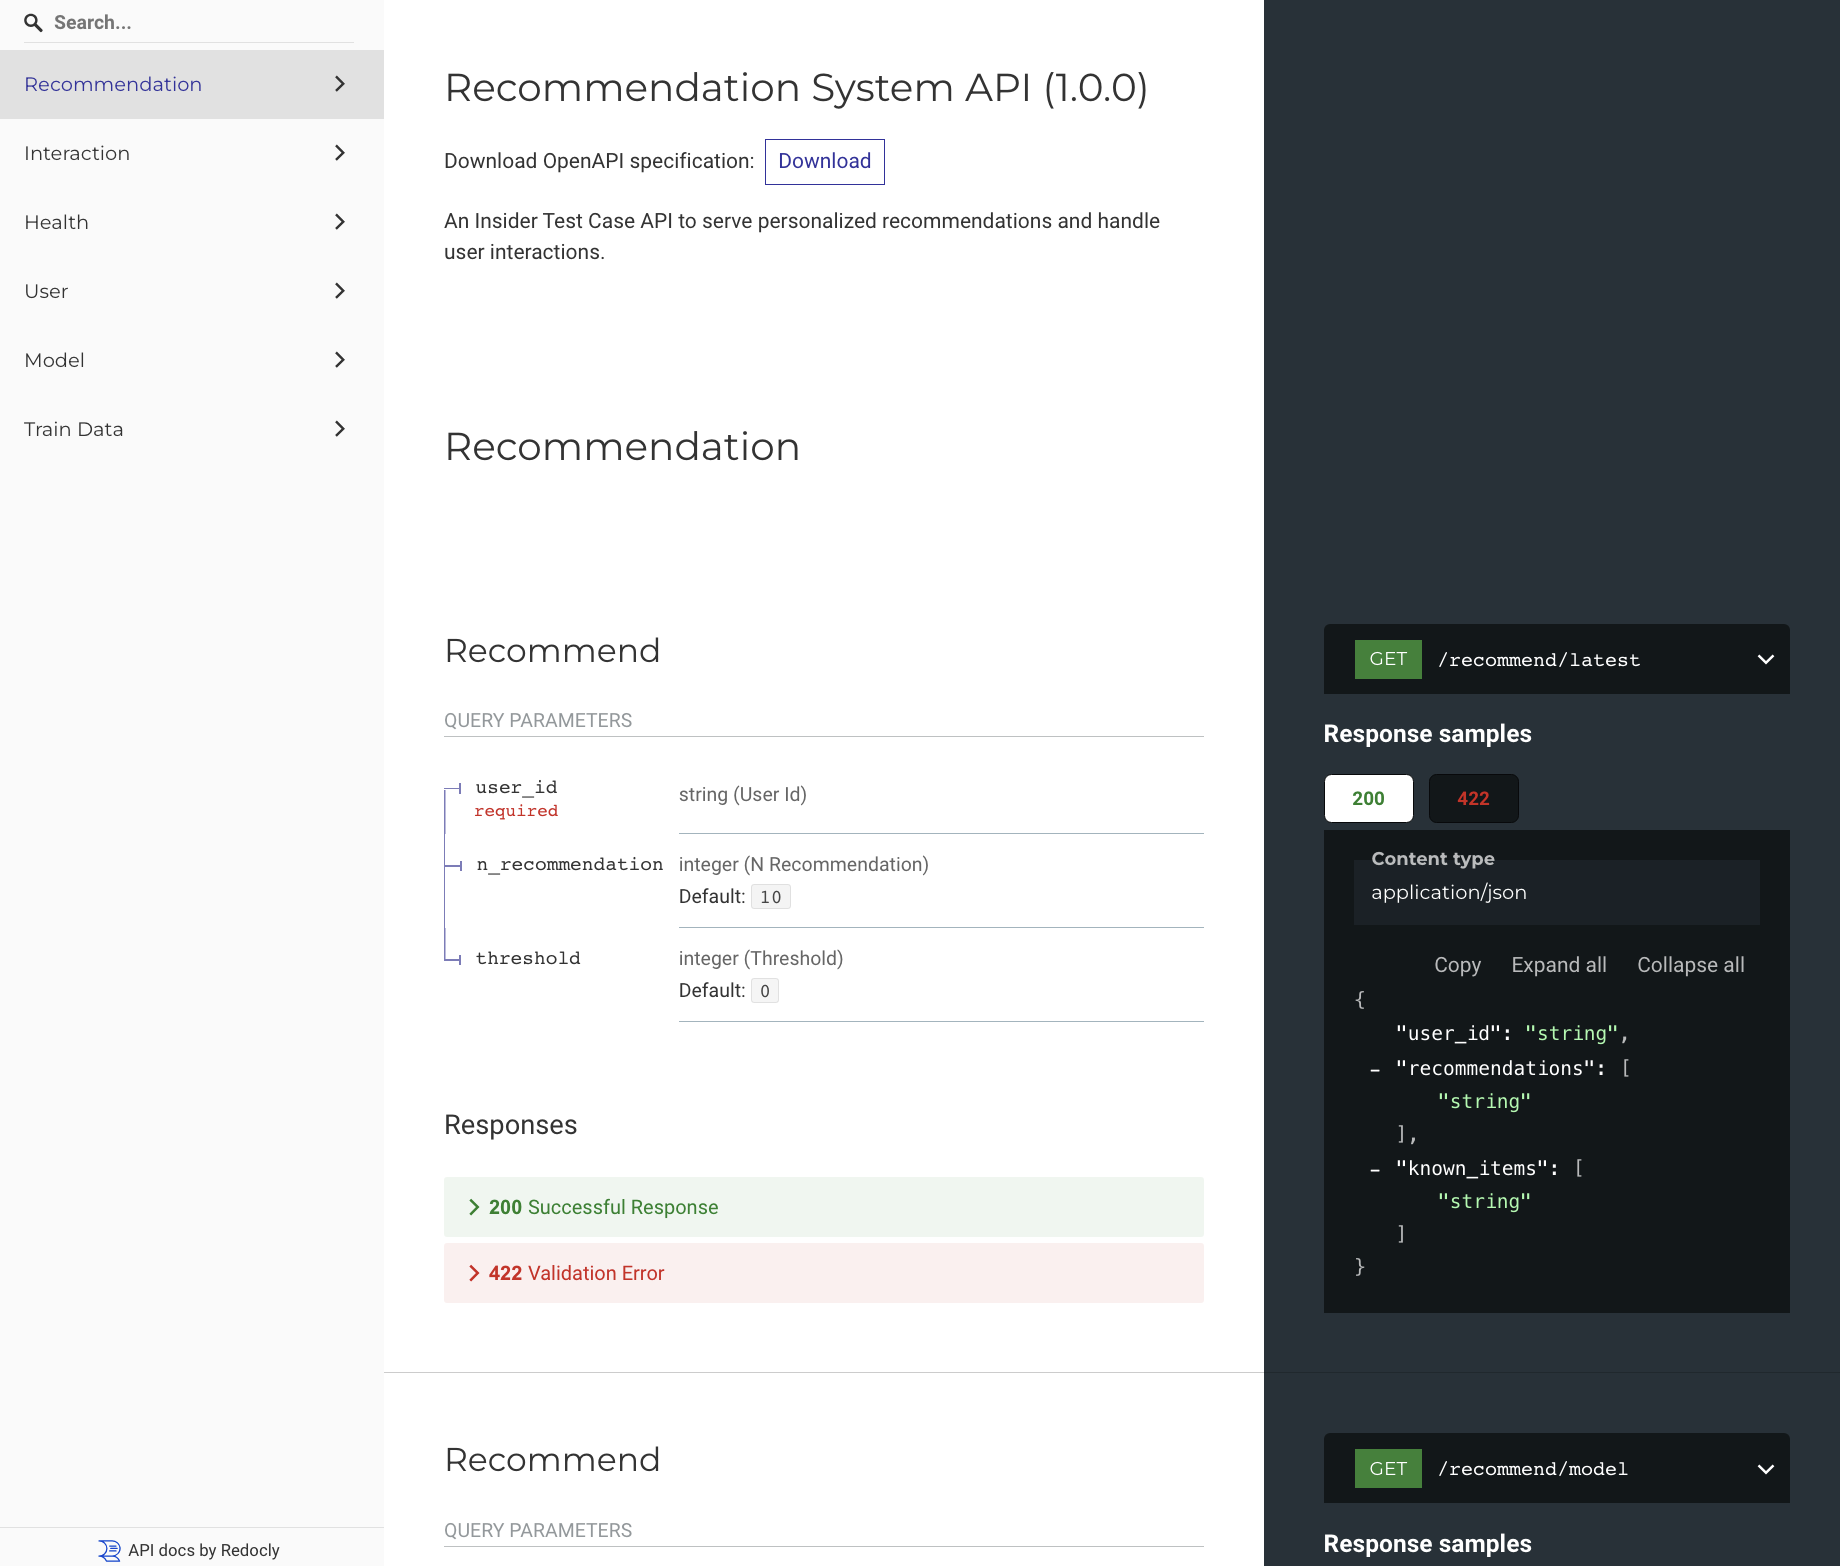 Search...
Recommendation
Interaction
Health
User
Model
Train Data
API docs by Redocly
Recommendation System API (1.0.0)
Download OpenAPI specification: Download
An Insider Test Case API to serve personalized recommendations and handle
user interactions.
Recommendation
Recommend
QUERY PARAMETERS
user_id
required
string (User Id)
n_recommendation
integer (N Recommendation)
Default: 10
threshold
integer (Threshold)
Default: 0
Responses
200 Successful Response
422 Validation Error
GET /recommend/latest
Response samples
200 422
Content type
application/json
Copy Expand all Collapse all
{
"user_id": "string",
- "recommendations": [
"string"
],
- "known_items": [
"string"
]
}
Recommend
QUERY PARAMETERS
GET /recommend/model
Response samples